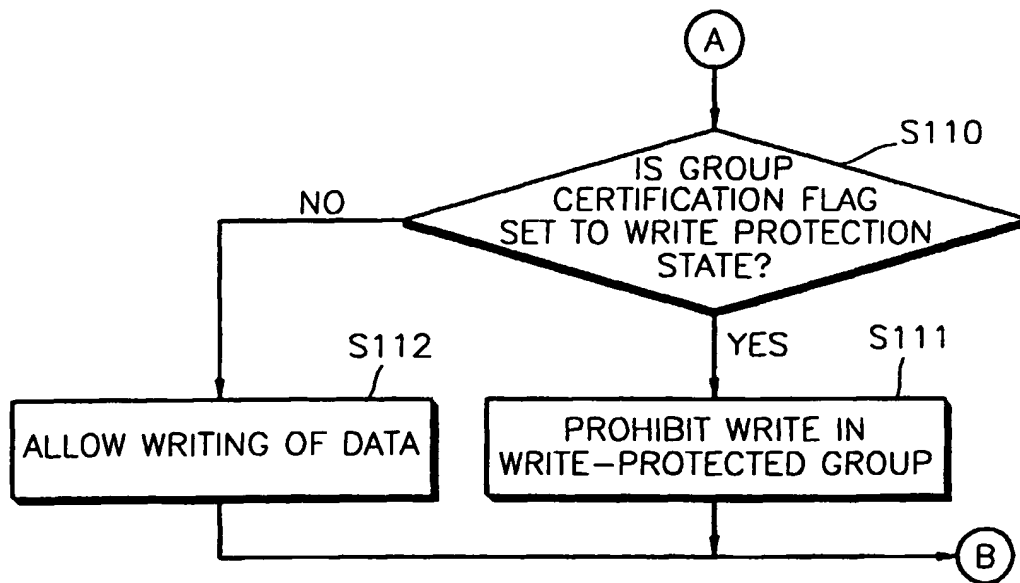 A
S110
IS GROUP
CERTIFICATION FLAG
SET TO WRITE PROTECTION
STATE?
NO
YES
S112
S111
ALLOW WRITING OF DATA
PROHIBIT WRITE IN
WRITE-PROTECTED GROUP
B